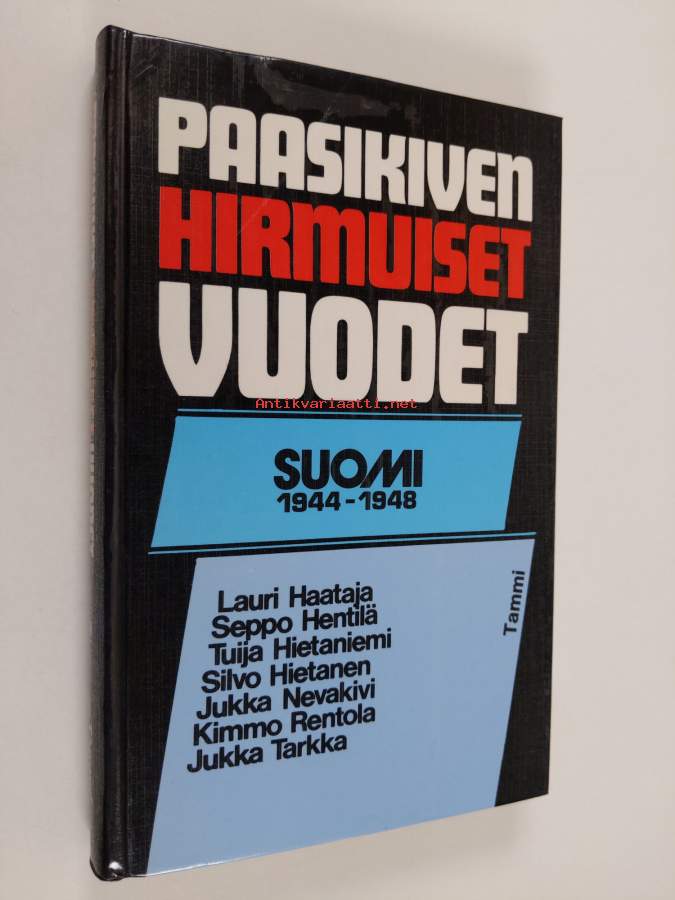 PAASIKIVEN
HIRMUISET
VUODET
Antikvariaatti.net
SUOMI
1944-1948
Lauri Haataja
Seppo Hentilä
Tuija Hietaniemi
Silvo Hietanen
Jukka Nevakivi
Kimmo Rentola
Jukka Tarkka
Tammi